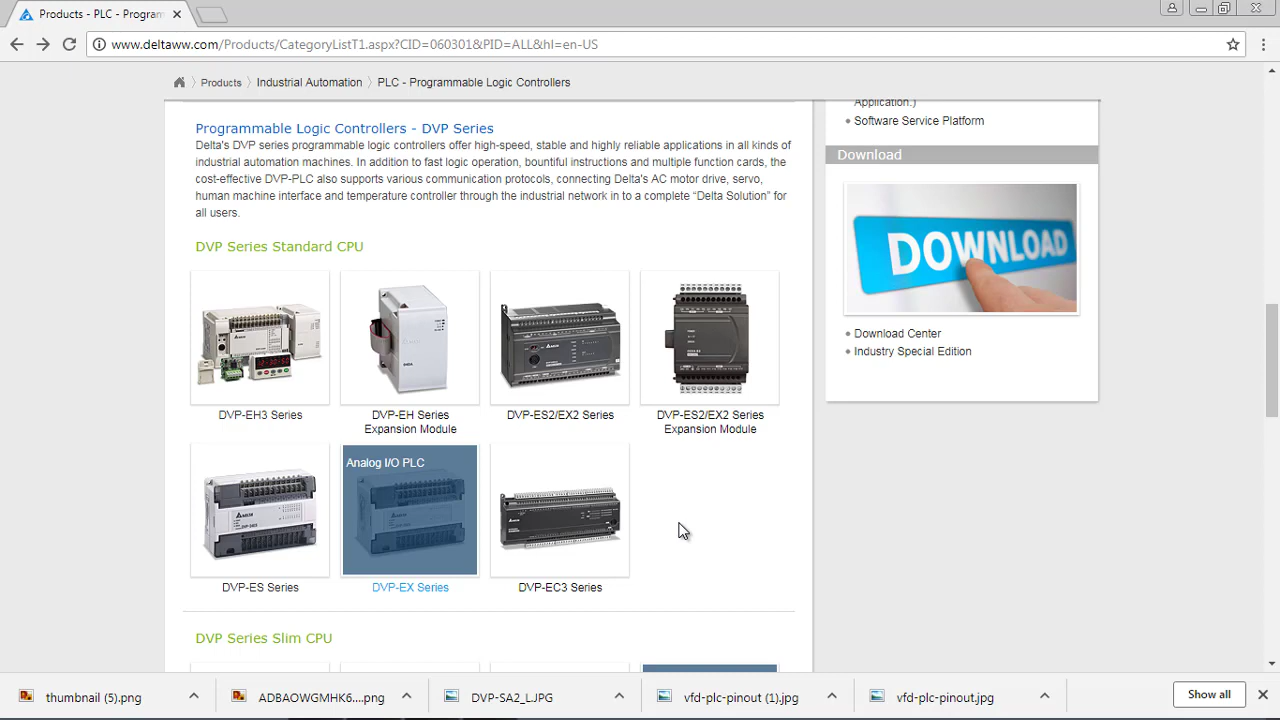 Products - PLC - Program
www.deltaww.com/Products/CategoryListT1.aspx?CID=060301&PID=ALL&hl=en-US
Products
Industrial Automation
PLC - Programmable Logic Controllers
Programmable Logic Controllers - DVP Series
Delta's DVP series programmable logic controllers offer high-speed, stable and highly reliable applications in all kinds of
industrial automation machines. In addition to fast logic operation, bountiful instructions and multiple function cards, the
cost-effective DVP-PLC also supports various communication protocols, connecting Delta's AC motor drive, servo,
human machine interface and temperature controller through the industrial network in to a complete “Delta Solution” for
all users.
DVP Series Standard CPU
DVP-EH3 Series
DVP-EH Series
Expansion Module
DVP-ES2/EX2 Series
DVP-ES2/EX2 Series
Expansion Module
Analog I/O PLC
DVP-ES Series
DVP-EX Series
DVP-EC3 Series
DVP Series Slim CPU
Application.)
Software Service Platform
Download
DOWNLOAD
Download Center
Industry Special Edition
thumbnail (5).png
ADBAOWGMHK6....png
DVP-SA2_L.JPG
vfd-plc-pinout (1).jpg
vfd-plc-pinout.jpg
Show all